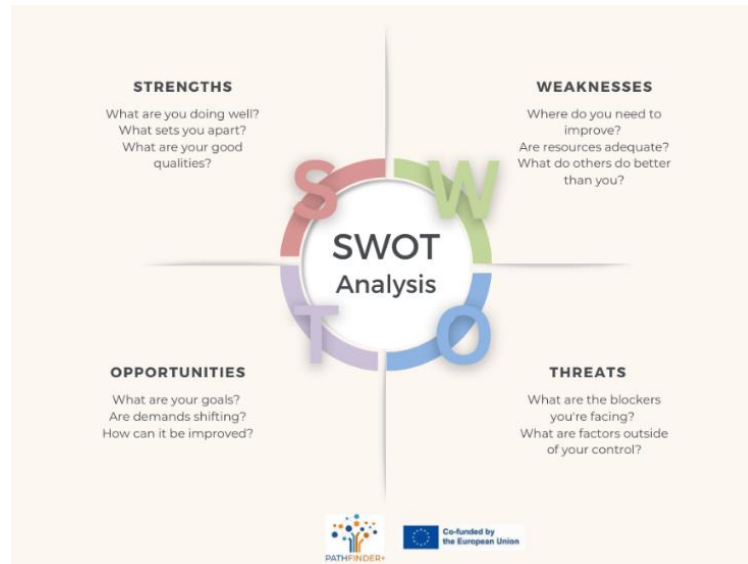 STRENGTHS
What are you doing well?
What sets you apart?
What are your good
qualities?
WEAKNESSES
Where do you need to
improve?
Are resources adequate?
What do others do better
than you?
S
W
SWOT
Analysis
T
O
OPPORTUNITIES
What are your goals?
Are demands shifting?
How can it be improved?
THREATS
What are the blockers
you're facing?
What are factors outside
of your control?
PATHFINDER+
Co-funded by
the European Union